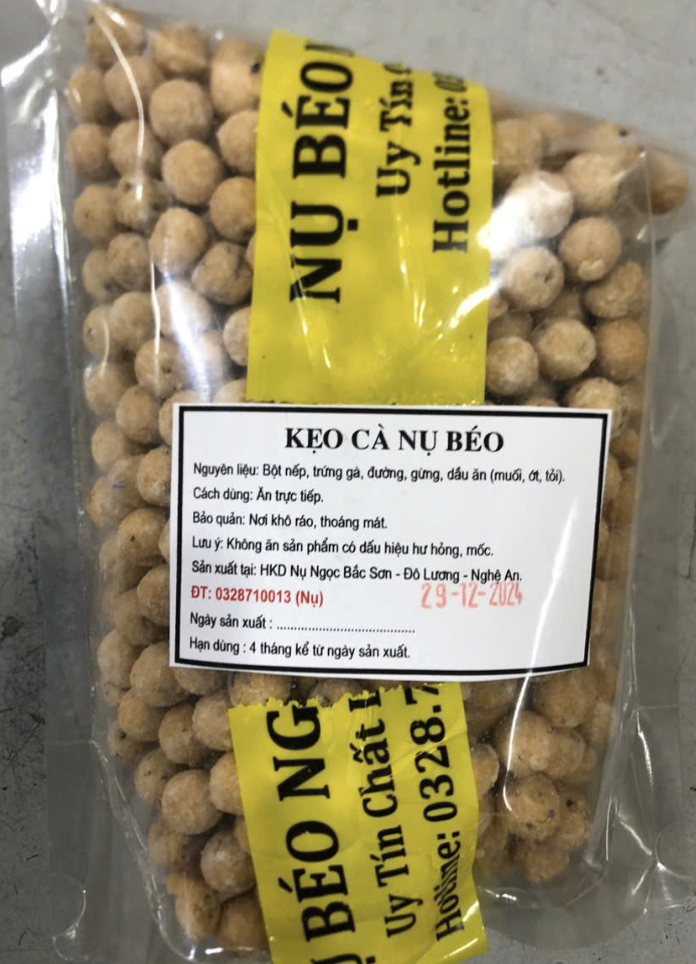 NỤ BÉO
Uy Tín
Hotline:
KẸO CÀ NỤ BÉO
Nguyên liệu: Bột nếp, trứng gà, đường, gừng, dầu ăn (muối, ớt, tỏi).
Cách dùng: Ăn trực tiếp.
Bảo quản: Nơi khô ráo, thoáng mát.
Lưu ý: Không ăn sản phẩm có dấu hiệu hư hỏng, mốc.
Sản xuất tại: HKD Nụ Ngọc Bắc Sơn - Đô Lương - Nghệ An.
ĐT: 0328710013 (Nụ)
29-12-2024
Ngày sản xuất : ........................................
Hạn dùng : 4 tháng kể từ ngày sản xuất.
BÉO NG
Uy Tín Chất
Hotline: 0328.7